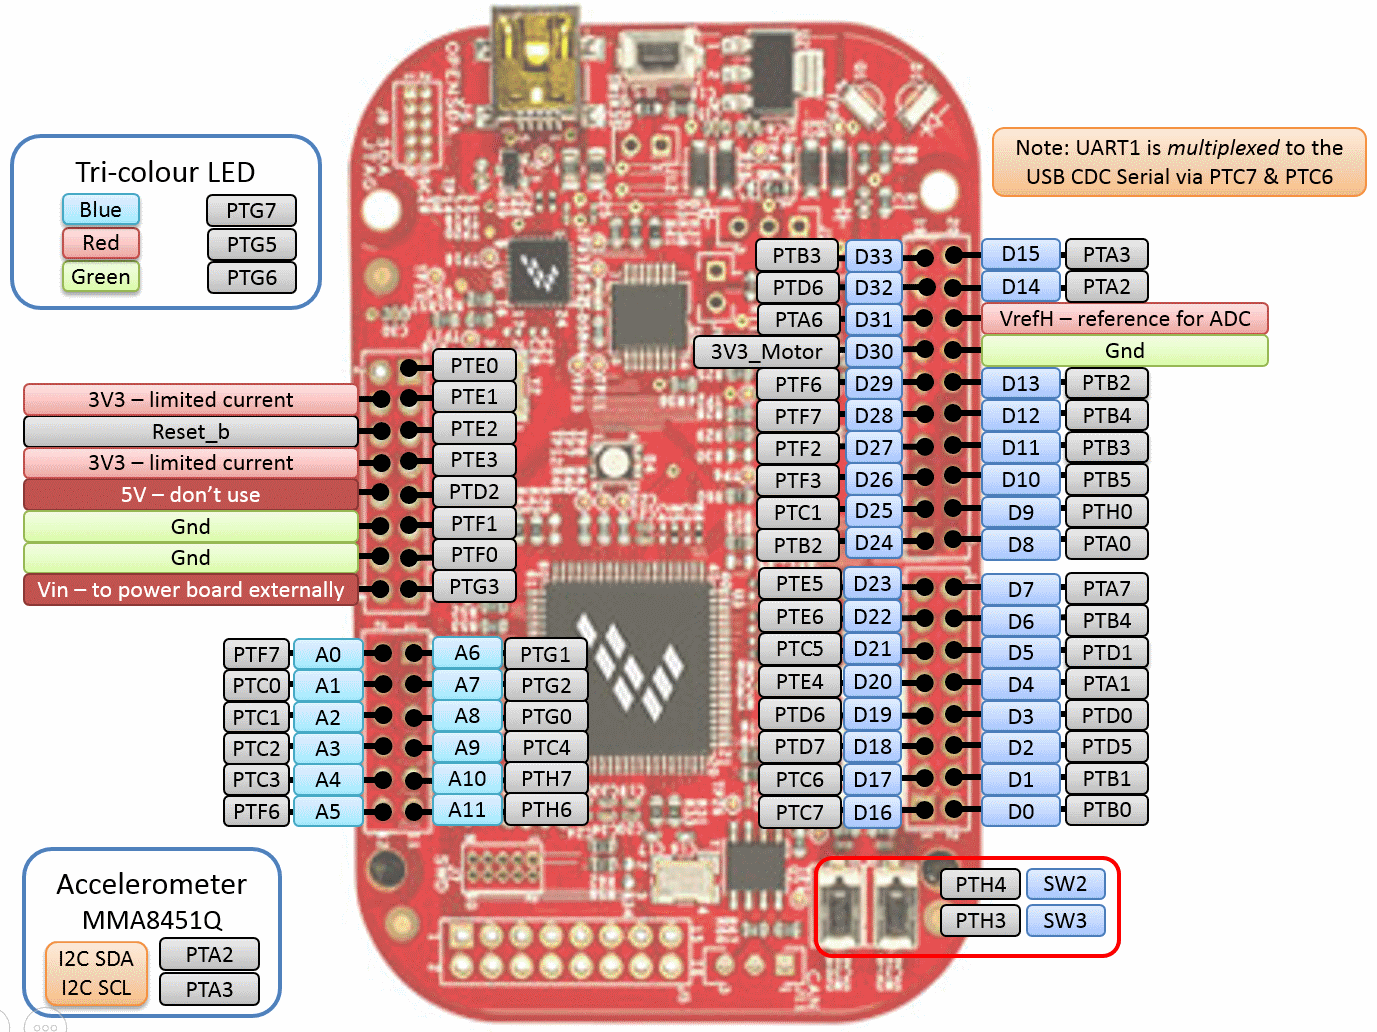 Tri-colour LED
Blue PTG7
Red PTG5
Green PTG6
Note: UART1 is multiplexed to the
USB CDC Serial via PTC7 & PTC6
PTB3 D33 D15 PTA3
PTD6 D32 D14 PTA2
PTA6 D31 VrefH – reference for ADC
3V3_Motor D30 Gnd
PTF6 D29 D13 PTB2
PTF7 D28 D12 PTB4
PTF2 D27 D11 PTB3
PTF3 D26 D10 PTB5
PTC1 D25 D9 PTH0
PTB2 D24 D8 PTA0
PTE5 D23 D7 PTA7
PTE6 D22 D6 PTB4
PTC5 D21 D5 PTD1
PTE4 D20 D4 PTA1
PTD6 D19 D3 PTD0
PTD7 D18 D2 PTD5
PTC6 D17 D1 PTB1
PTC7 D16 D0 PTB0
PTE0
3V3 – limited current PTE1
Reset_b PTE2
3V3 – limited current PTE3
5V – don’t use PTD2
Gnd PTF1
Gnd PTF0
Vin – to power board externally PTG3
PTF7 A0 A6 PTG1
PTC0 A1 A7 PTG2
PTC1 A2 A8 PTG0
PTC2 A3 A9 PTC4
PTC3 A4 A10 PTH7
PTF6 A5 A11 PTH6
PTH4 SW2
PTH3 SW3
Accelerometer
MMA8451Q
I2C SDA PTA2
I2C SCL PTA3
OPENSDA
SWD
CAN